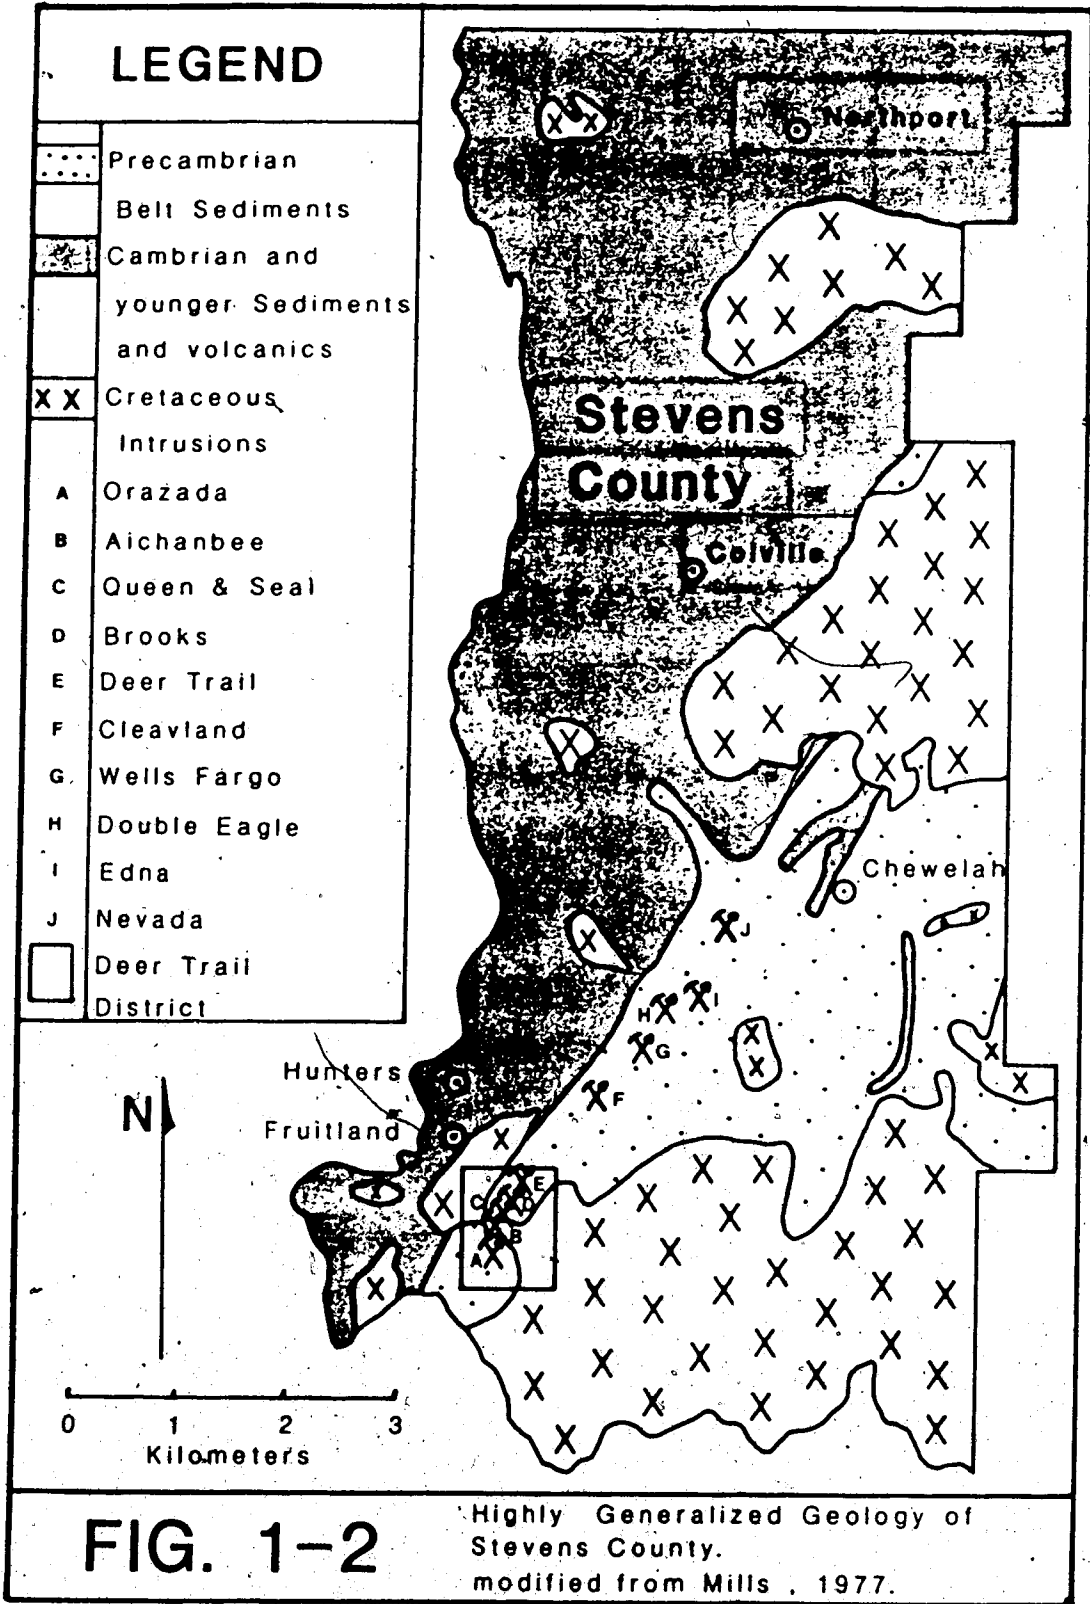 LEGEND
Precambrian
Belt Sediments
Cambrian and
younger Sediments
and volcanics
X X Cretaceous
Intrusions
A Orazada
B Aichanbee
C Queen & Seal
D Brooks
E Deer Trail
F Cleavland
G. Wells Fargo
H Double Eagle
I Edna
J Nevada
Deer Trail
District
Northport
Stevens
County
Colville
Chewelah
J
I
H
G
F
Hunters
Fruitland
E
C
D
B
A
N
0 1 2 3
Kilometers
FIG. 1-2
Highly Generalized Geology of
Stevens County.
modified from Mills , 1977.